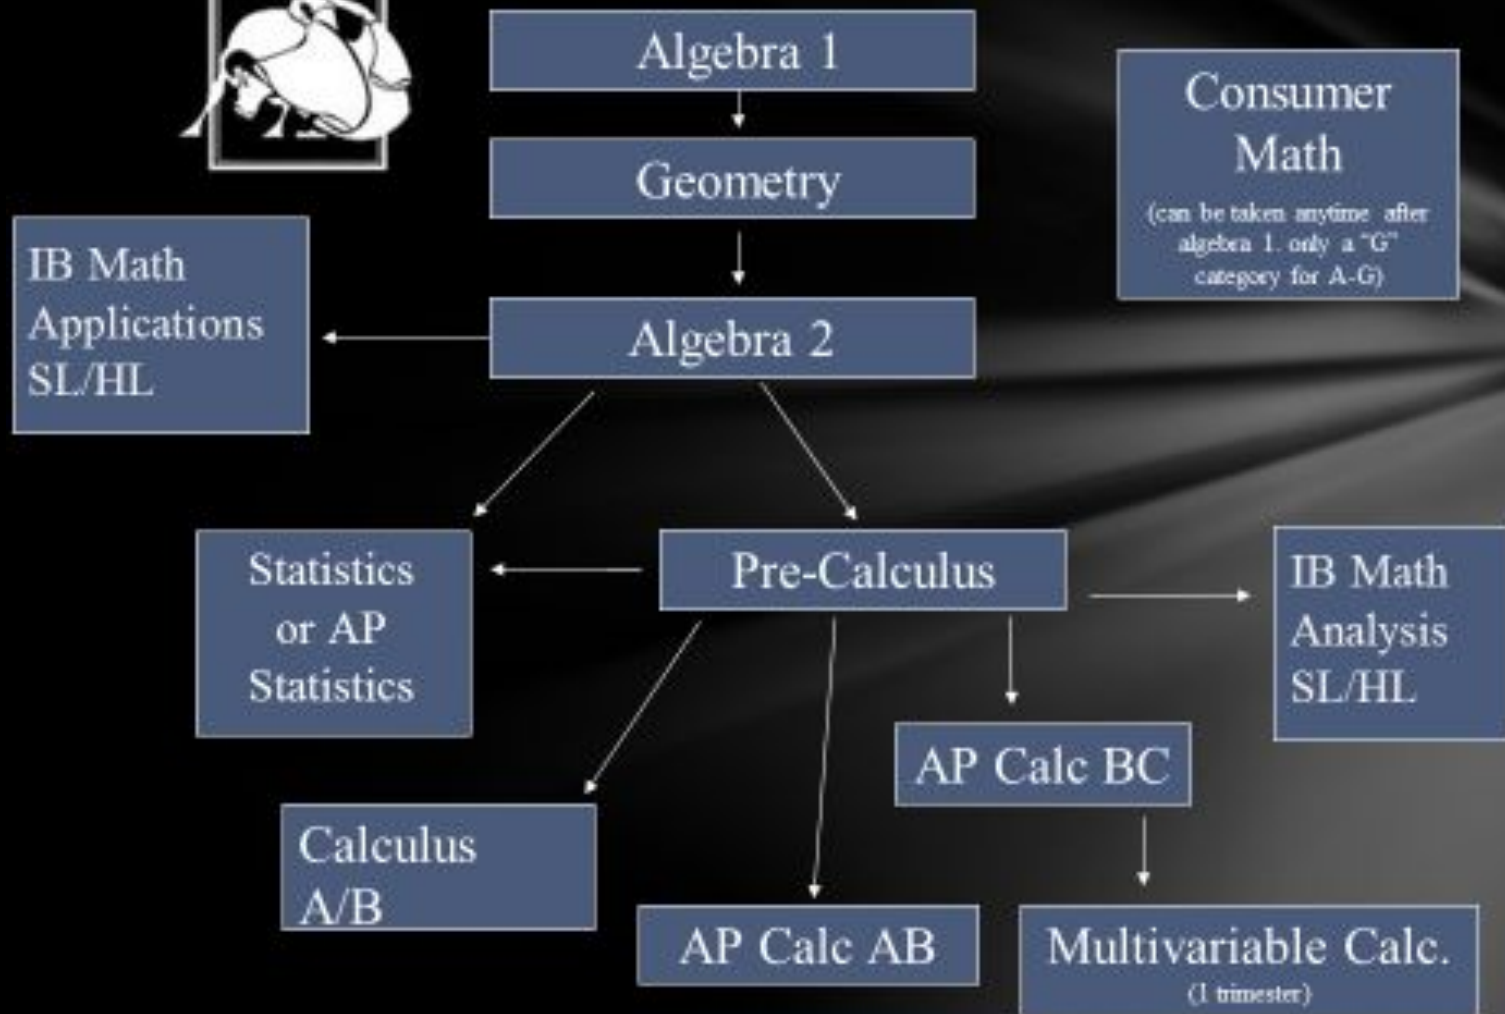 Algebra 1
Consumer
Math
(can be taken anytime after
algebra 1. only a "G"
category for A-G)
Geometry
IB Math
Applications
SL/HL
Algebra 2
Statistics
or AP
Statistics
Pre-Calculus
IB Math
Analysis
SL/HL
AP Calc BC
Calculus
A/B
AP Calc AB
Multivariable Calc.
(1 trimester)